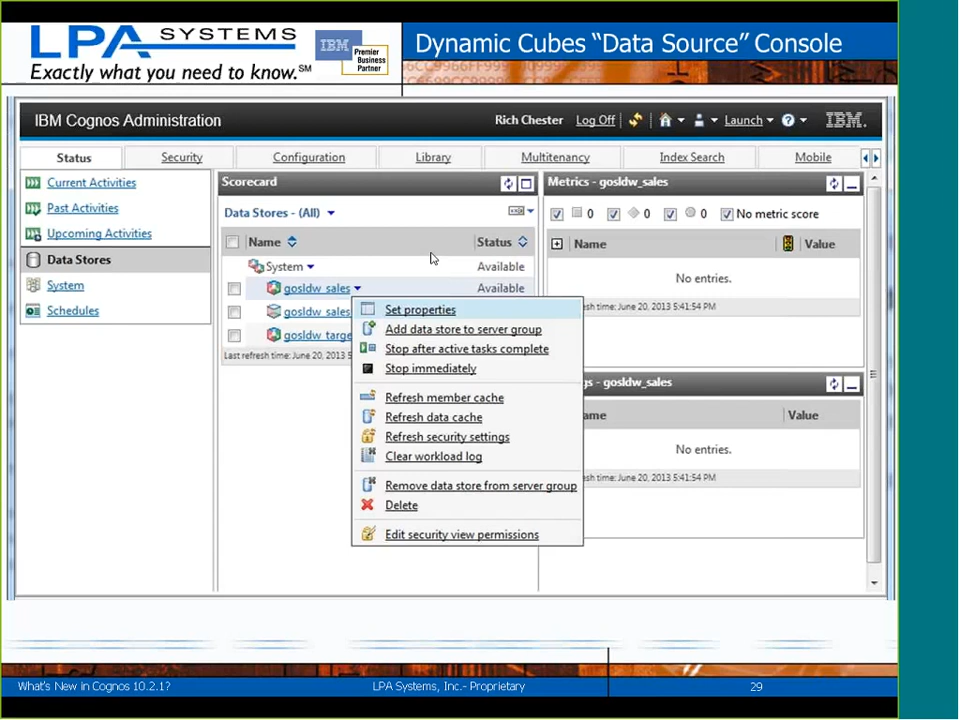 LPA SYSTEMS
Exactly what you need to know.SM
IBM
Premier
Business
Partner
Dynamic Cubes “Data Source” Console
IBM Cognos Administration
Rich Chester Log Off Launch IBM.
Status Security Configuration Library Multitenancy Index Search Mobile
Current Activities
Past Activities
Upcoming Activities
Data Stores
System
Schedules
Scorecard
Data Stores - (All)
Name Status
System Available
gosldw_sales Available
gosldw_sales
gosldw_targe
Last refresh time: June 20, 2013 5
Set properties
Add data store to server group
Stop after active tasks complete
Stop immediately
Refresh member cache
Refresh data cache
Refresh security settings
Clear workload log
Remove data store from server group
Delete
Edit security view permissions
Metrics - gosldw_sales
0 0 0 No metric score
Name Value
No entries.
esh time: June 20, 2013 5:41:54 PM
gs - gosldw_sales
ame Value
No entries.
sh time: June 20, 2013 5:41:54 PM
What's New in Cognos 10.2.1? LPA Systems, Inc.- Proprietary 29